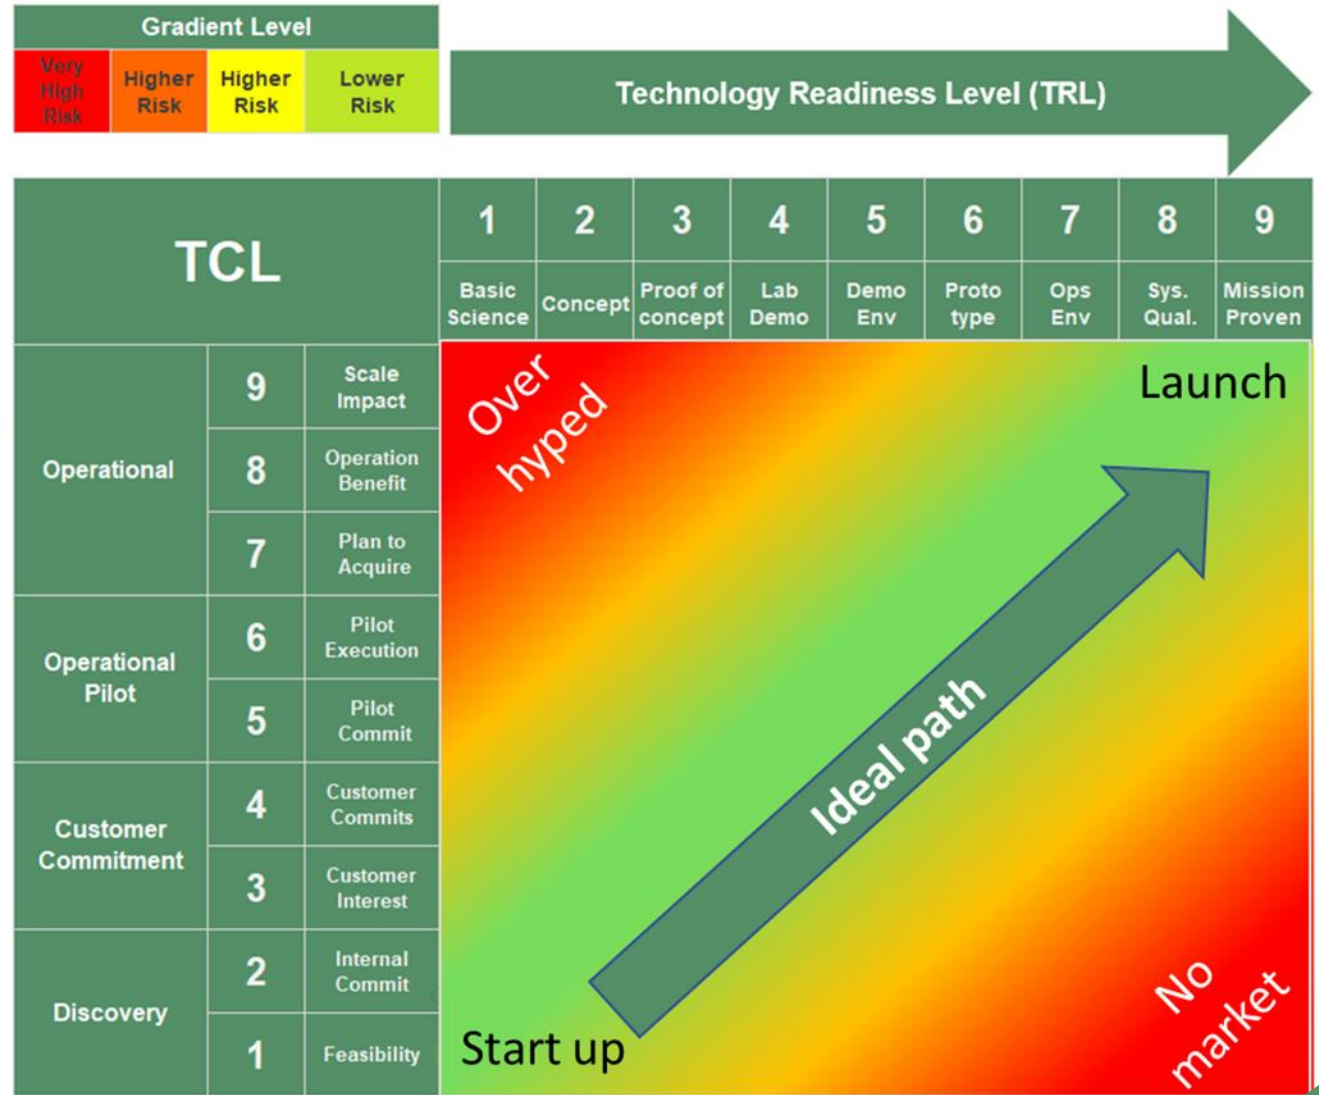 Gradient Level
Very
High
Risk
Higher
Risk
Higher
Risk
Lower
Risk
Technology Readiness Level (TRL)
TCL
1
2
3
4
5
6
7
8
9
Basic
Science
Concept
Proof of
concept
Lab
Demo
Demo
Env
Proto
type
Ops
Env
Sys.
Qual.
Mission
Proven
Operational
9
Scale
Impact
8
Operation
Benefit
7
Plan to
Acquire
Operational
Pilot
6
Pilot
Execution
5
Pilot
Commit
Customer
Commitment
4
Customer
Commits
3
Customer
Interest
Discovery
2
Internal
Commit
1
Feasibility
Over
hyped
Launch
Ideal path
Start up
No
market